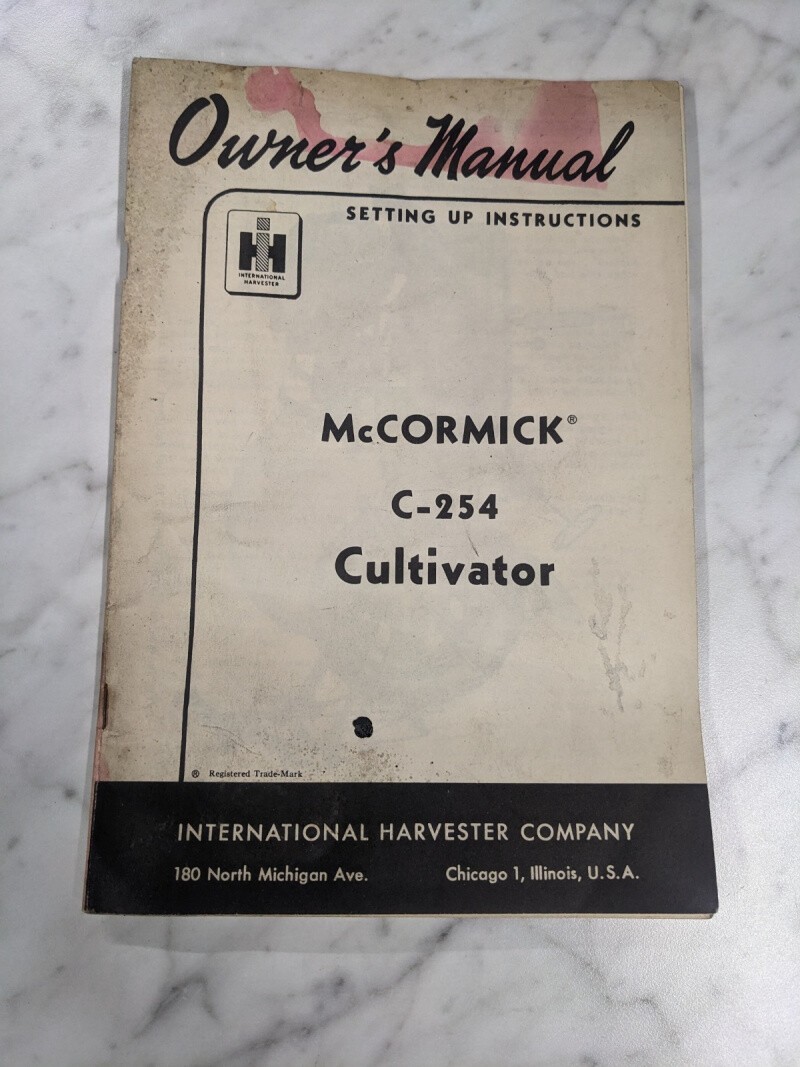 Owner's Manual
SETTING UP INSTRUCTIONS
IH
INTERNATIONAL
HARVESTER
McCORMICK®
C-254
Cultivator
® Registered Trade-Mark
INTERNATIONAL HARVESTER COMPANY
180 North Michigan Ave. Chicago 1, Illinois, U.S.A.